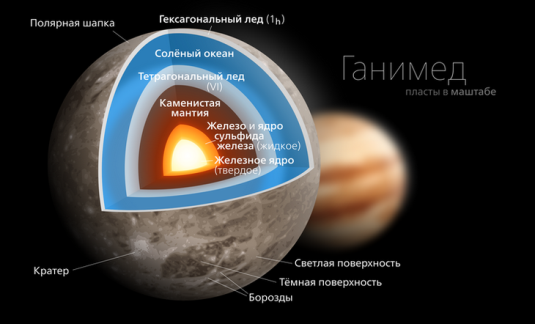 Полярная шапка
Гексагональный лед (1h)
Солёный океан
Тетрагональный лед
(VI)
Каменистая
мантия
Железо и ядро
сульфида
железа (жидкое)
Железное ядро
(твердое)
Ганимед
пласты в маштабе
Кратер
Светлая поверхность
Тёмная поверхность
Борозды